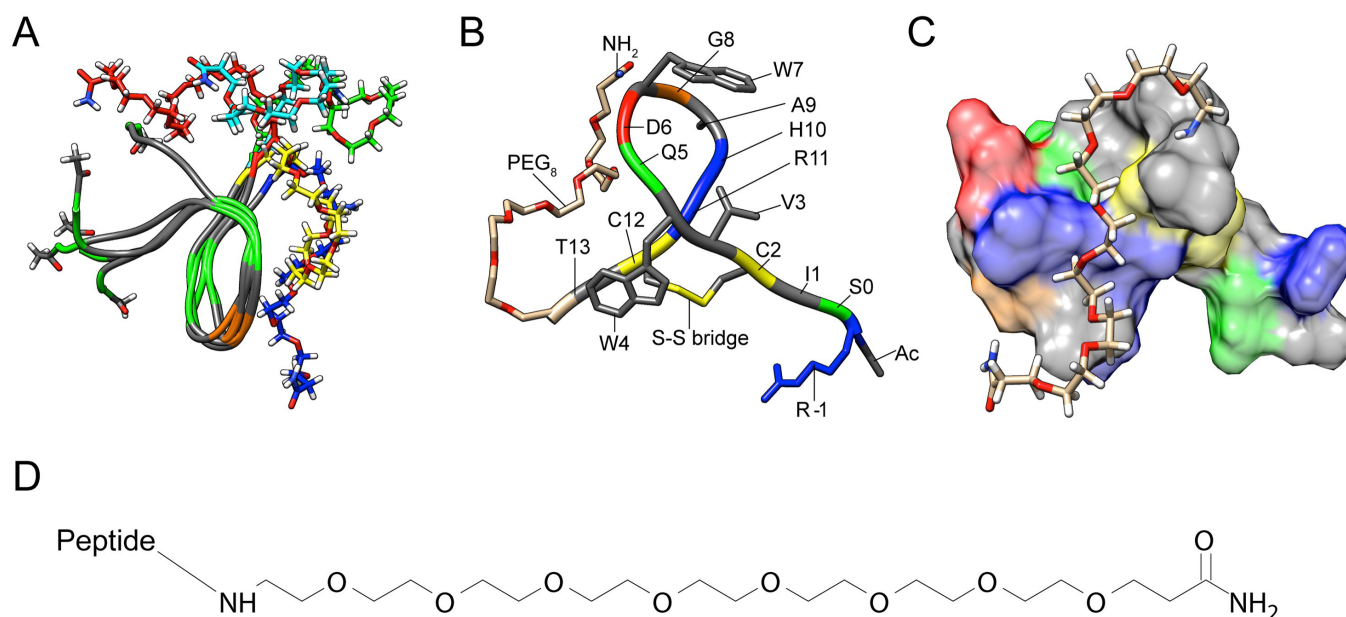 A
B
C
NH2
G8
W7
A9
D6
H10
Q5
R11
PEG8
V3
C12
T13
C2
I1
S0
W4
S-S bridge
Ac
R-1
D
Peptide
O
O O O O
NH O O O O NH2